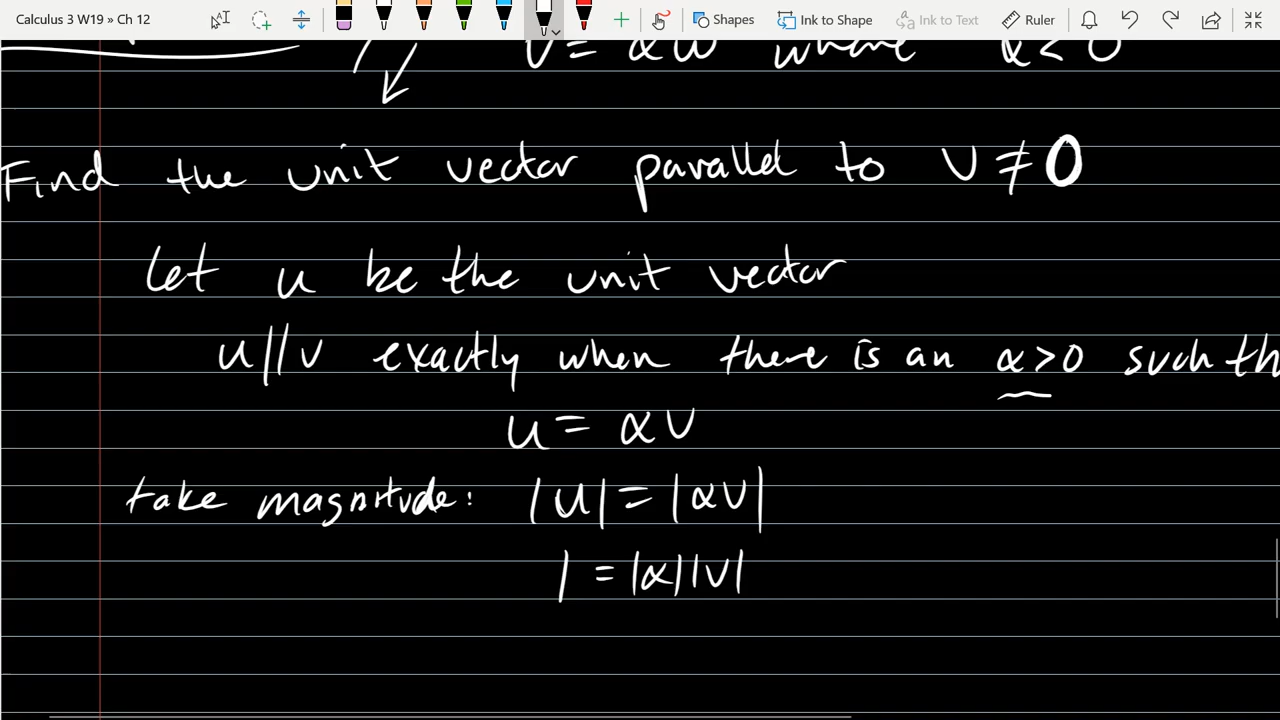 Calculus 3 W19 » Ch 12
Shapes
Ink to Shape
Ink to Text
Ruler
V = αW where α < 0
Find the unit vector parallel to V ≠ 0
Let u be the unit vector
u//v exactly when there is an α>0 such th
u = αV
take magnitude: |u| = |αv|
1 = |α||v|